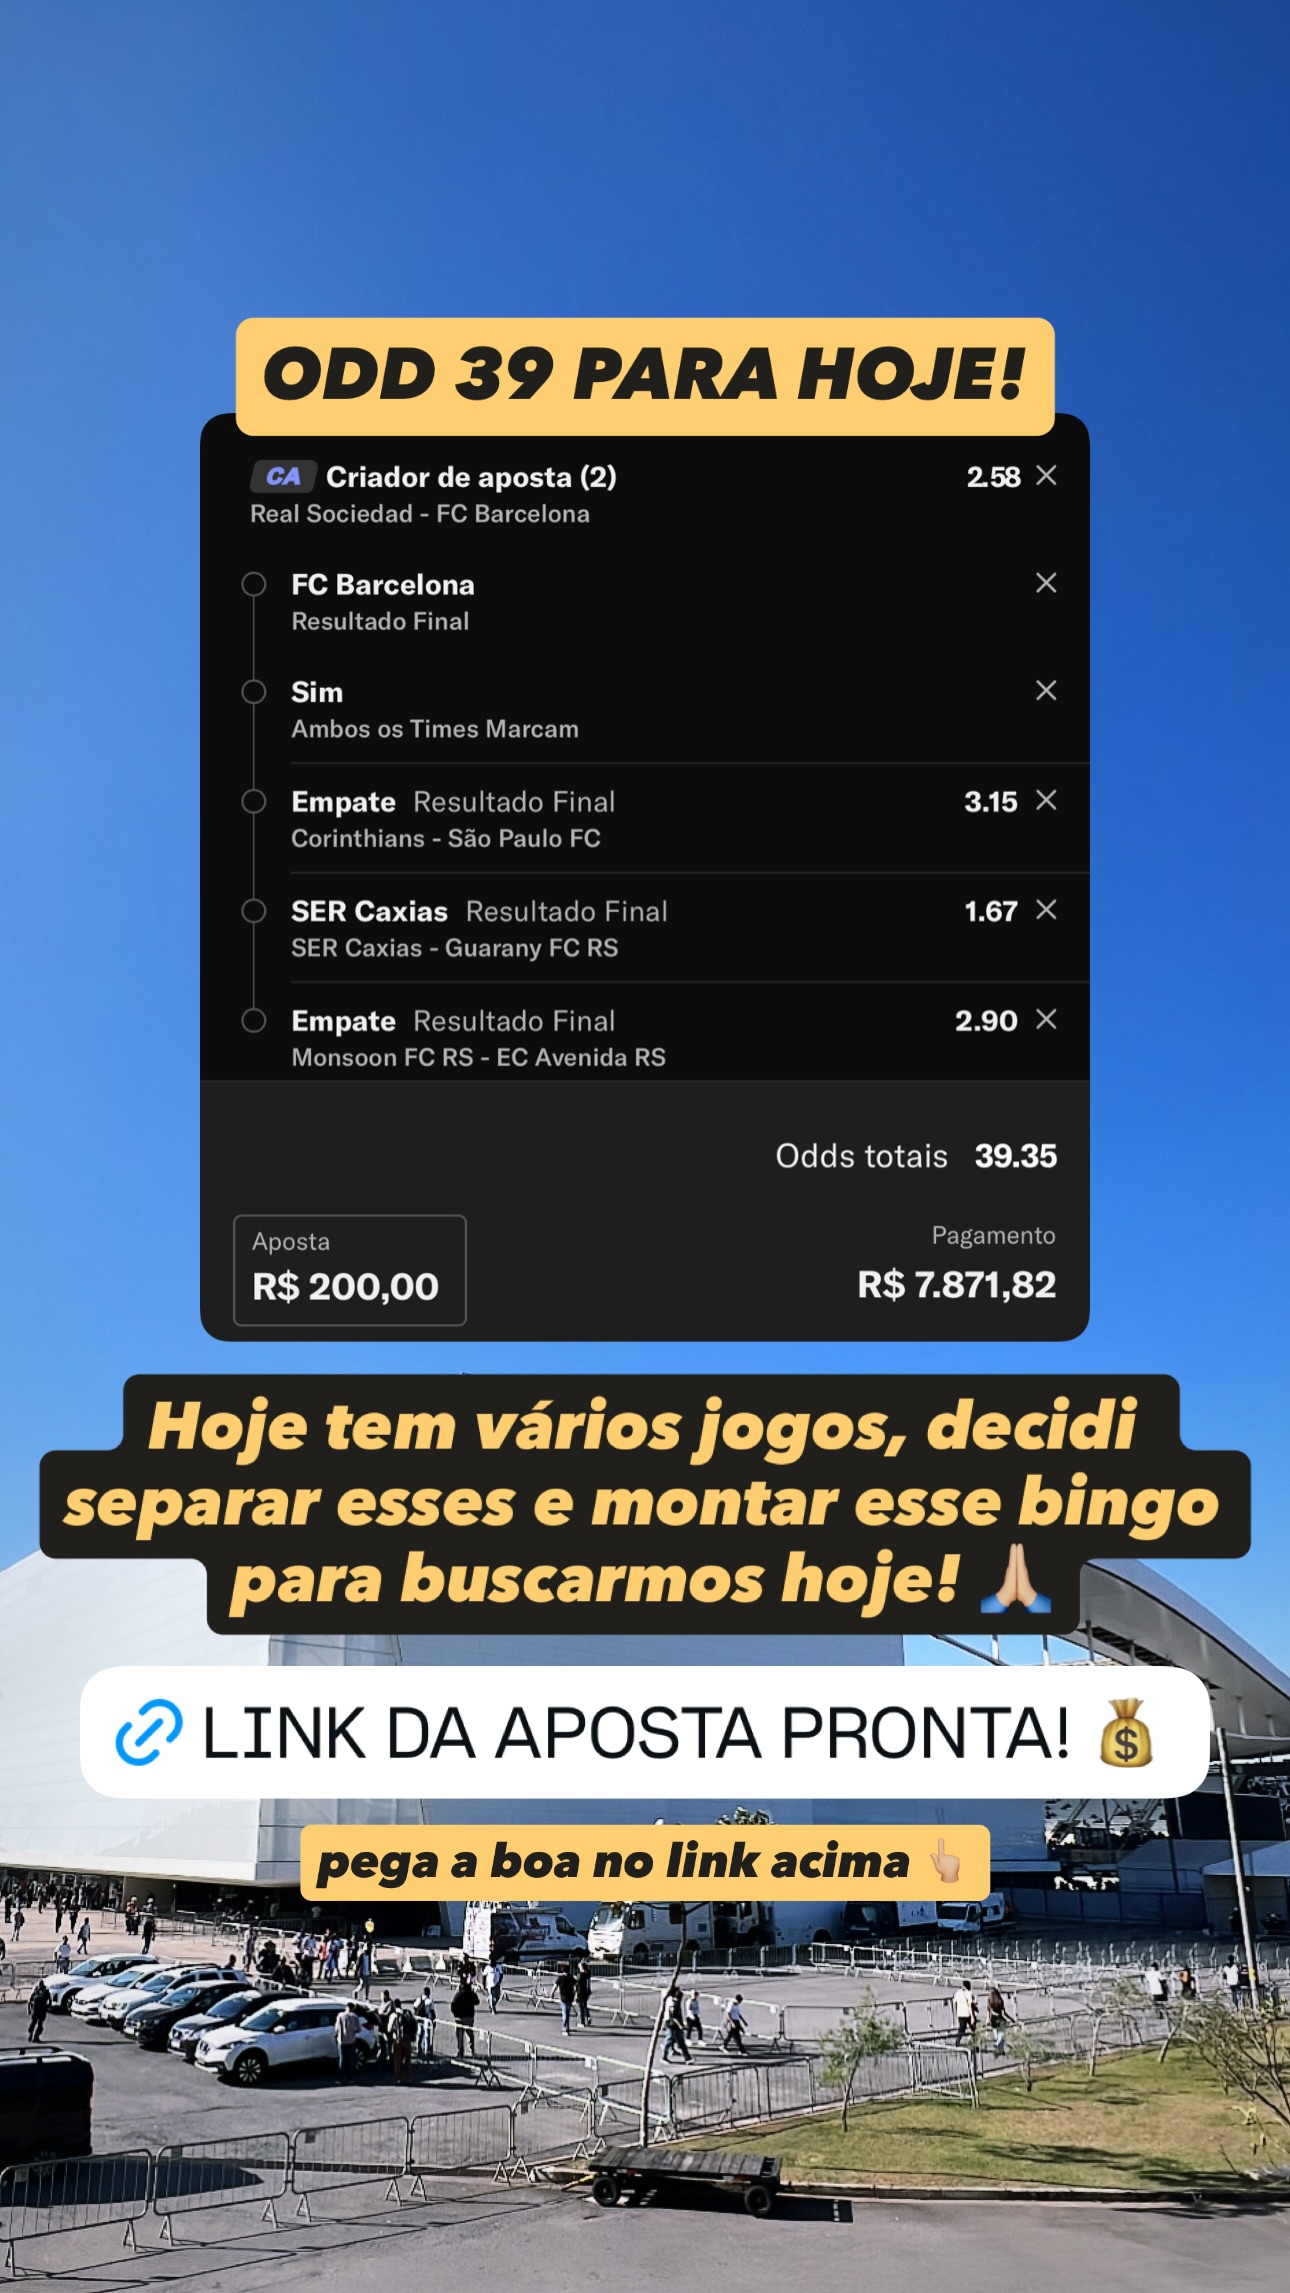 ODD 39 PARA HOJE!
CA Criador de aposta (2) 2.58
Real Sociedad - FC Barcelona
FC Barcelona
Resultado Final
Sim
Ambos os Times Marcam
Empate Resultado Final 3.15
Corinthians - São Paulo FC
SER Caxias Resultado Final 1.67
SER Caxias - Guarany FC RS
Empate Resultado Final 2.90
Monsoon FC RS - EC Avenida RS
Odds totais 39.35
Aposta
R$ 200,00
Pagamento
R$ 7.871,82
Hoje tem vários jogos, decidi
separar esses e montar esse bingo
para buscarmos hoje! 🙏🏼
LINK DA APOSTA PRONTA! 💰
pega a boa no link acima 👆🏼